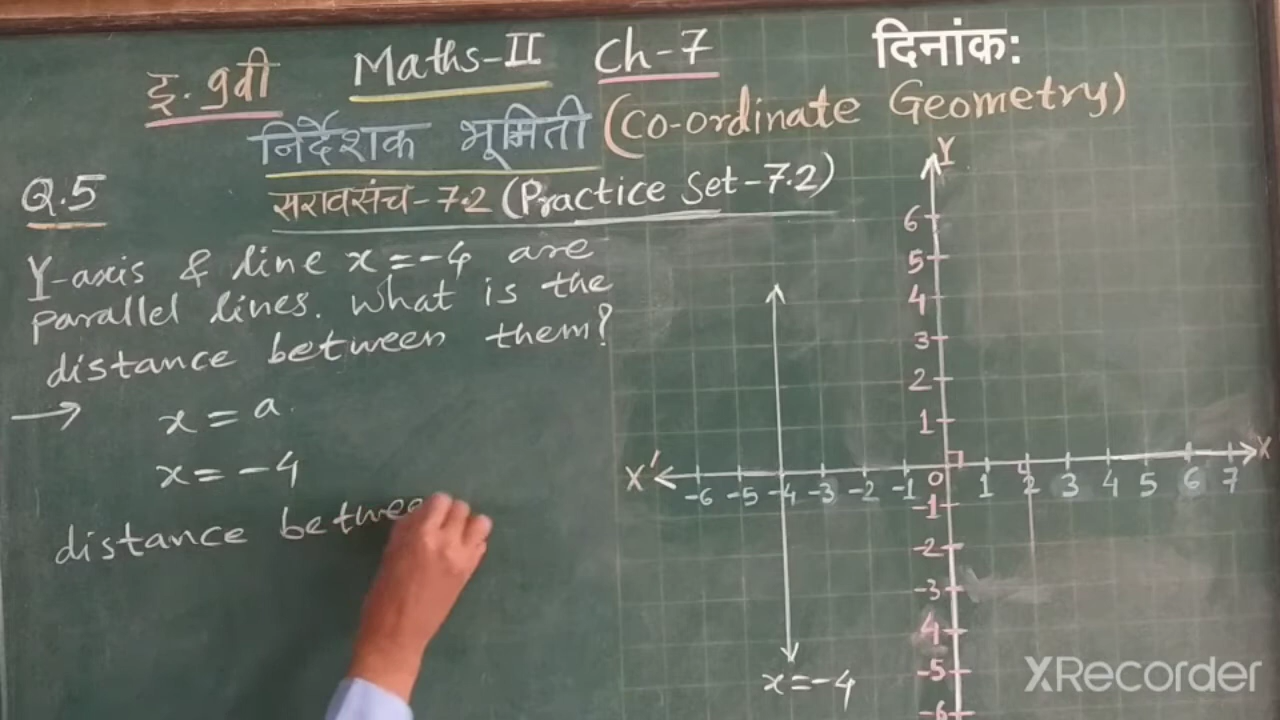 इ. 9वी Maths-II Ch-7 दिनांक:
निर्देशक भूमिती (Co-ordinate Geometry)
Q.5 सरावसंच-7.2 (Practice Set-7.2)
Y-axis & line x=-4 are
parallel lines. What is the
distance between them?
→ x = a.
x = -4
distance betwee
Y
6
5
4
3
2
1
X' -6 -5 -4 -3 -2 -1 0 1 2 3 4 5 6 7 X
-1
-2
-3
4
-5
-6
x=-4
XRecorder